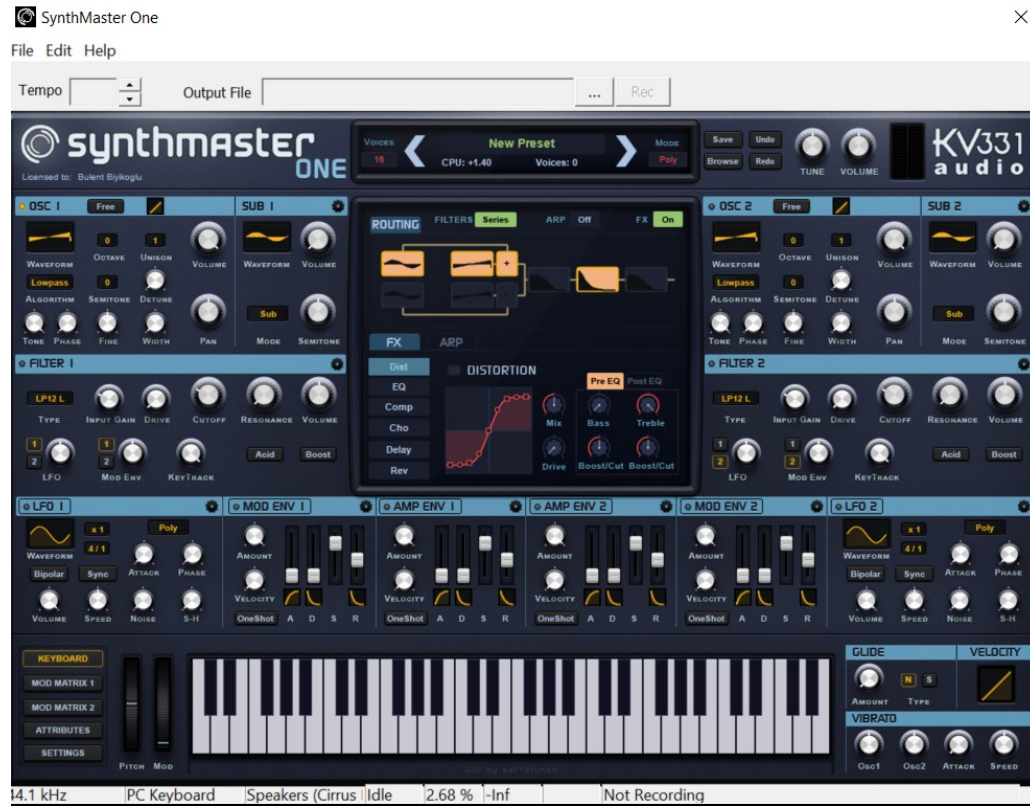 SynthMaster One
File Edit Help
Tempo Output File ... Rec
synthmaster ONE
Licensed to: Bulent Biyikoglu
VOICES 16 New Preset MODE Poly
CPU: +1.40 Voices: 0
Save Undo
Browse Redo
TUNE VOLUME
KV331 audio
OSC 1 Free SUB 1
WAVEFORM 0 OCTAVE 1 UNISON VOLUME WAVEFORM VOLUME
Lowpass 0
ALGORITHM SEMITONE DETUNE
Sub
TONE PHASE FINE WIDTH PAN MODE SEMITONE
ROUTING FILTERS Series ARP Off FX On
+
OSC 2 Free SUB 2
WAVEFORM 0 OCTAVE 1 UNISON VOLUME WAVEFORM VOLUME
Lowpass 0
ALGORITHM SEMITONE DETUNE
Sub
TONE PHASE FINE WIDTH PAN MODE SEMITONE
FILTER 1
LP12 L
TYPE INPUT GAIN DRIVE CUTOFF RESONANCE VOLUME
1
2
1
2
Acid Boost
LFO MOD ENV KEYTRACK
FX ARP
Dist
EQ
Comp
Cho
Delay
Rev
DISTORTION
Pre EQ Post EQ
Mix Bass Treble
Drive Boost/Cut Boost/Cut
FILTER 2
LP12 L
TYPE INPUT GAIN DRIVE CUTOFF RESONANCE VOLUME
1
2
1
2
Acid Boost
LFO MOD ENV KEYTRACK
LFO 1
x 1 Poly
WAVEFORM 4/1
Bipolar Sync ATTACK PHASE
VOLUME SPEED NOISE S-H
MOD ENV 1
AMOUNT
VELOCITY
OneShot A D S R
AMP ENV 1
AMOUNT
VELOCITY
OneShot A D S R
AMP ENV 2
AMOUNT
VELOCITY
OneShot A D S R
MOD ENV 2
AMOUNT
VELOCITY
OneShot A D S R
LFO 2
x 1 Poly
WAVEFORM 4/1
Bipolar Sync ATTACK PHASE
VOLUME SPEED NOISE S-H
KEYBOARD
MOD MATRIX 1
MOD MATRIX 2
ATTRIBUTES
SETTINGS
PITCH MOD
GUI by satYatunes
GLIDE VELOCITY
N S
AMOUNT TYPE
VIBRATO
OSC1 OSC2 ATTACK SPEED
44.1 kHz PC Keyboard Speakers (Cirrus Idle 2.68 % -Inf Not Recording